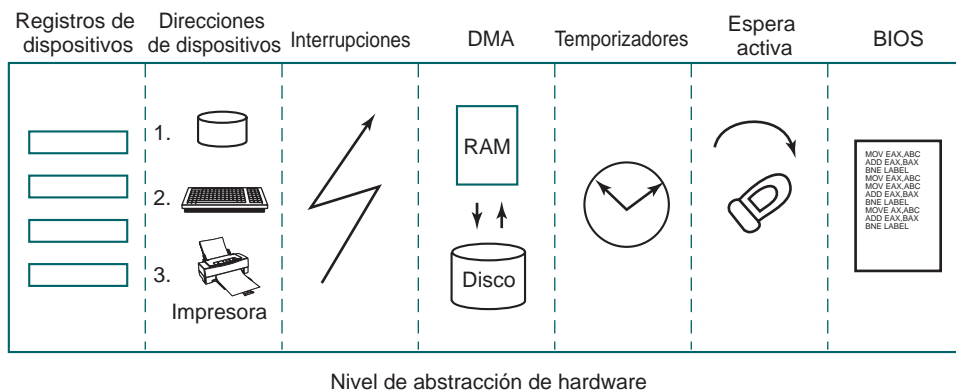 Registros de
dispositivos
Direcciones
de dispositivos
Interrupciones
DMA
Temporizadores
Espera
activa
BIOS
1.
2.
3.
Impresora
RAM
Disco
MOV EAX,ABC
ADD EAX,BAX
BNE LABEL
MOV EAX,ABC
MOV EAX,ABC
ADD EAX,BAX
BNE LABEL
MOVE AX,ABC
ADD EAX,BAX
BNE LABEL
Nivel de abstracción de hardware